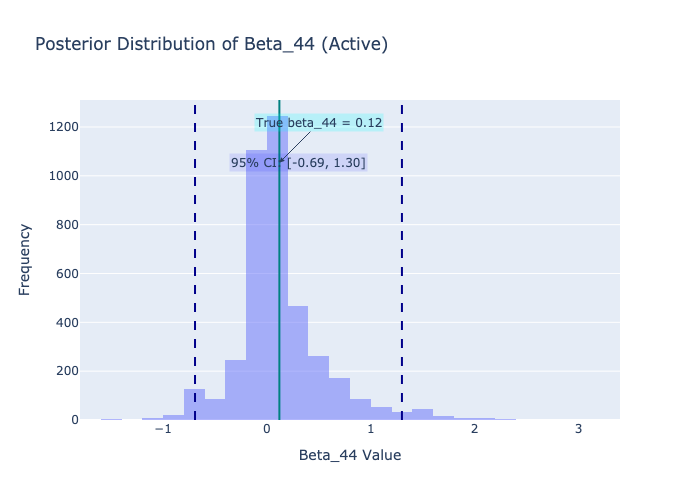 Posterior Distribution of Beta_44 (Active)
True beta_44 = 0.12
95% CI: [-0.69, 1.30]
1200
1000
800
600
400
200
0
Frequency
−1
0
1
2
3
Beta_44 Value